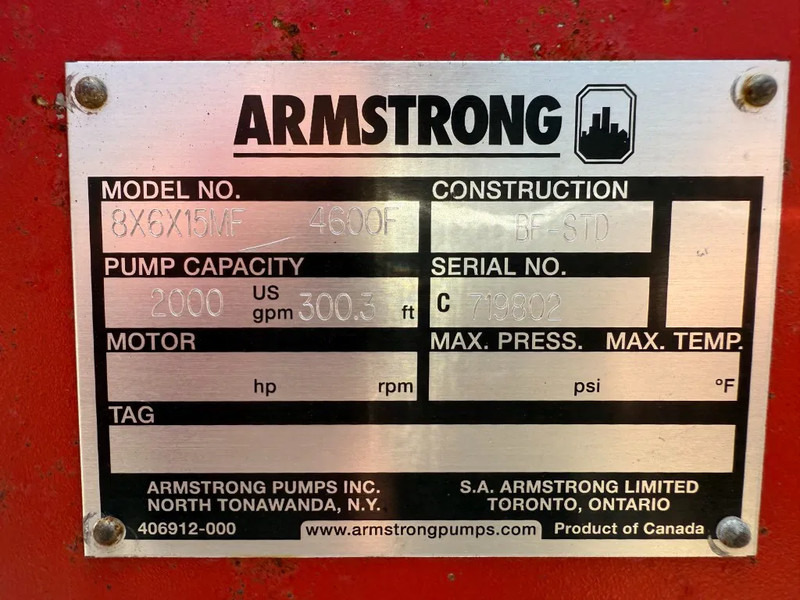 ARMSTRONG
MODEL NO. CONSTRUCTION
8X6X15MF 4600F BF-STD
PUMP CAPACITY SERIAL NO.
2000 US gpm 300.3 ft C 719802
MOTOR MAX. PRESS. MAX. TEMP.
hp rpm psi °F
TAG
ARMSTRONG PUMPS INC. S.A. ARMSTRONG LIMITED
NORTH TONAWANDA, N.Y. TORONTO, ONTARIO
406912-000 www.armstrongpumps.com Product of Canada